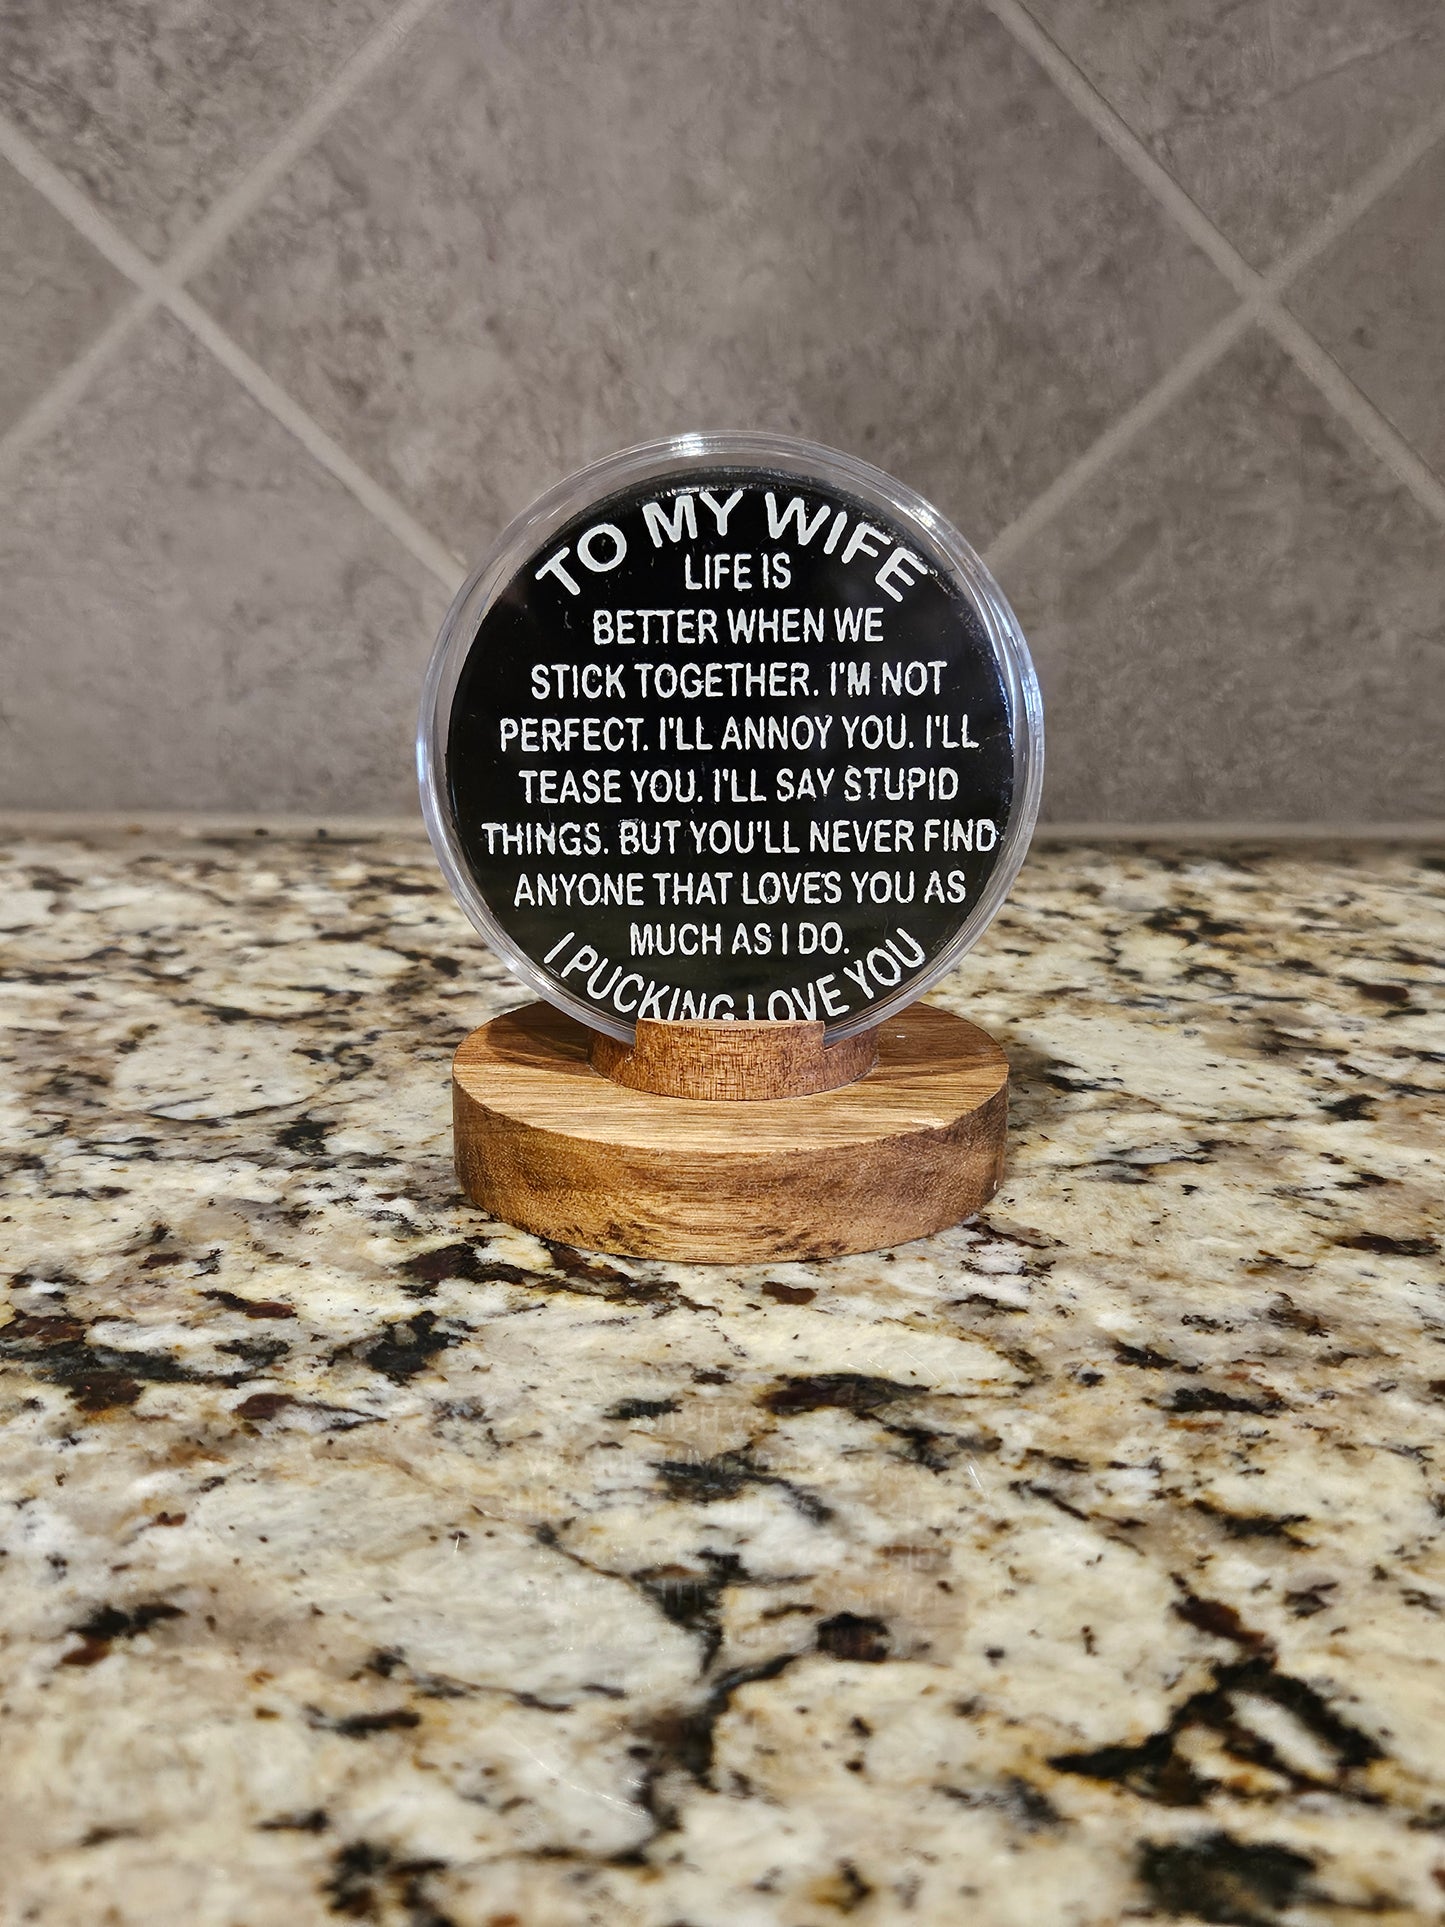 TO MY WIFE
LIFE IS
BETTER WHEN WE
STICK TOGETHER. I'M NOT
PERFECT. I'LL ANNOY YOU. I'LL
TEASE YOU. I'LL SAY STUPID
THINGS. BUT YOU'LL NEVER FIND
ANYONE THAT LOVES YOU AS
MUCH AS I DO.
I PUCKING LOVE YOU